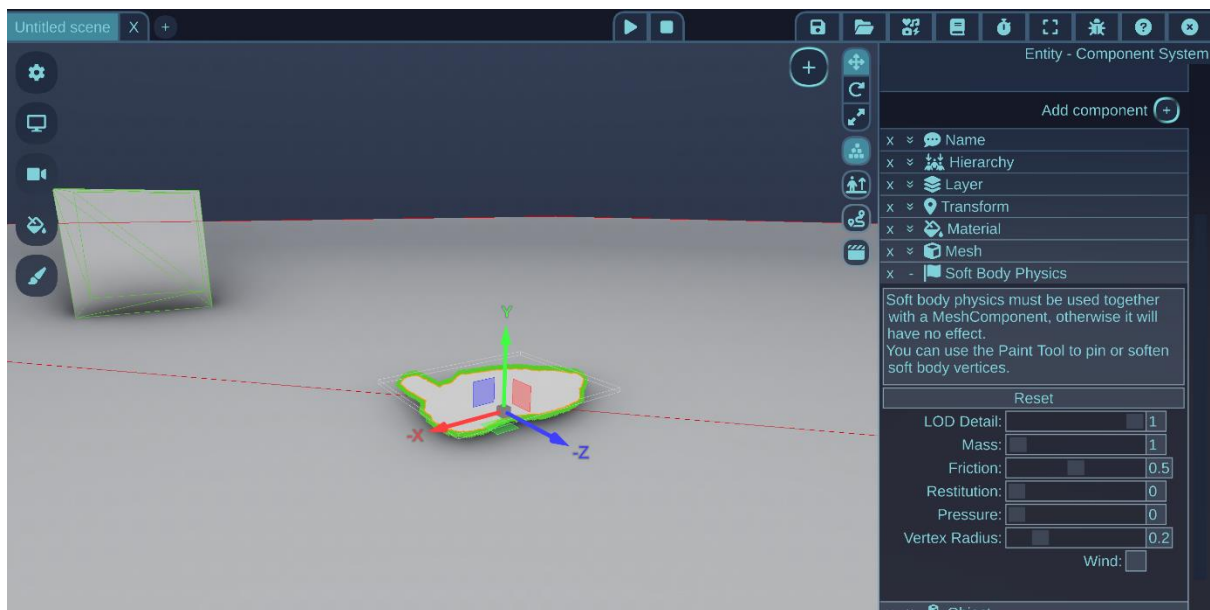 Untitled scene X +
Entity - Component System
Add component +
x Name
x Hierarchy
x Layer
x Transform
x Material
x Mesh
x - Soft Body Physics
Soft body physics must be used together
with a MeshComponent, otherwise it will
have no effect.
You can use the Paint Tool to pin or soften
soft body vertices.
Reset
LOD Detail: 1
Mass: 1
Friction: 0.5
Restitution: 0
Pressure: 0
Vertex Radius: 0.2
Wind:
Y
-X
-Z